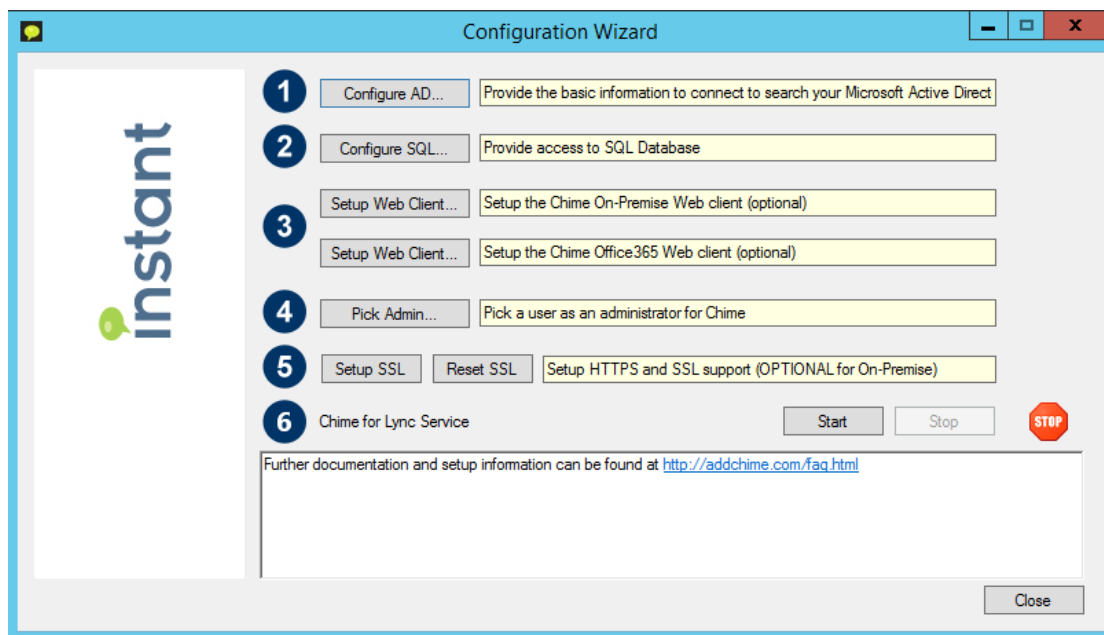 Configuration Wizard
instant
1 Configure AD... Provide the basic information to connect to search your Microsoft Active Direct
2 Configure SQL... Provide access to SQL Database
3
Setup Web Client... Setup the Chime On-Premise Web client (optional)
Setup Web Client... Setup the Chime Office365 Web client (optional)
4 Pick Admin... Pick a user as an administrator for Chime
5 Setup SSL Reset SSL Setup HTTPS and SSL support (OPTIONAL for On-Premise)
6 Chime for Lync Service Start Stop STOP
Further documentation and setup information can be found at http://addchime.com/faq.html
Close